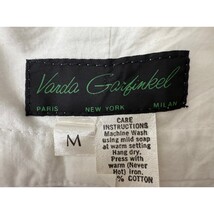 Varda Garfinkel
PARIS NEW YORK MILAN
M
CARE
INSTRUCTIONS
Machine Wash
using mild soap
at warm setting
Hang dry.
Press with
warm (Never
Hot) iron.
% COTTON